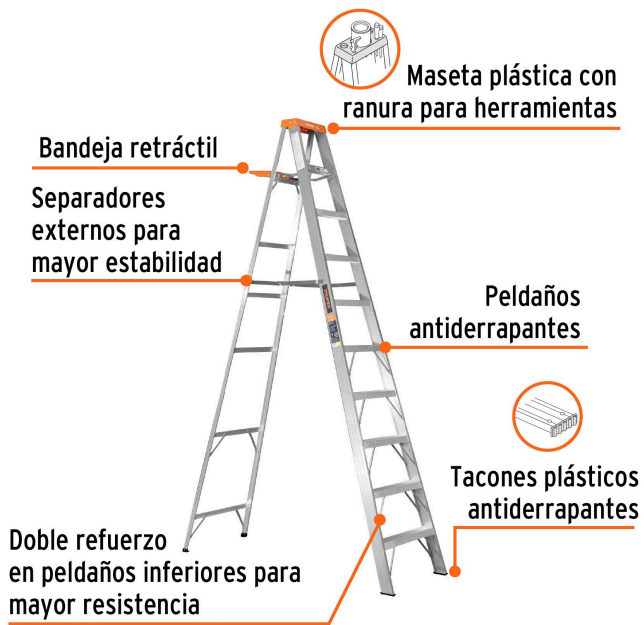 Maseta plástica con
ranura para herramientas
Bandeja retráctil
Separadores
externos para
mayor estabilidad
Peldaños
antiderrapantes
Tacones plásticos
antiderrapantes
Doble refuerzo
en peldaños inferiores para
mayor resistencia